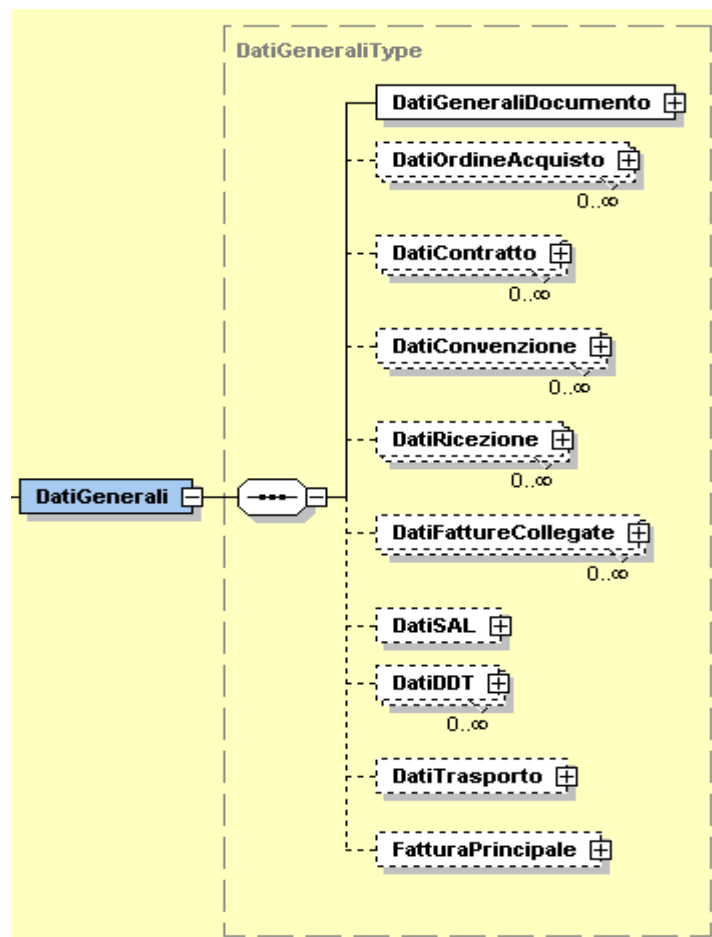 DatiGeneraliType
DatiGeneraliDocumento
DatiOrdineAcquisto
0..∞
DatiContratto
0..∞
DatiConvenzione
0..∞
DatiRicezione
0..∞
DatiGenerali
DatiFattureCollegate
0..∞
DatiSAL
DatiDDT
0..∞
DatiTrasporto
FatturaPrincipale